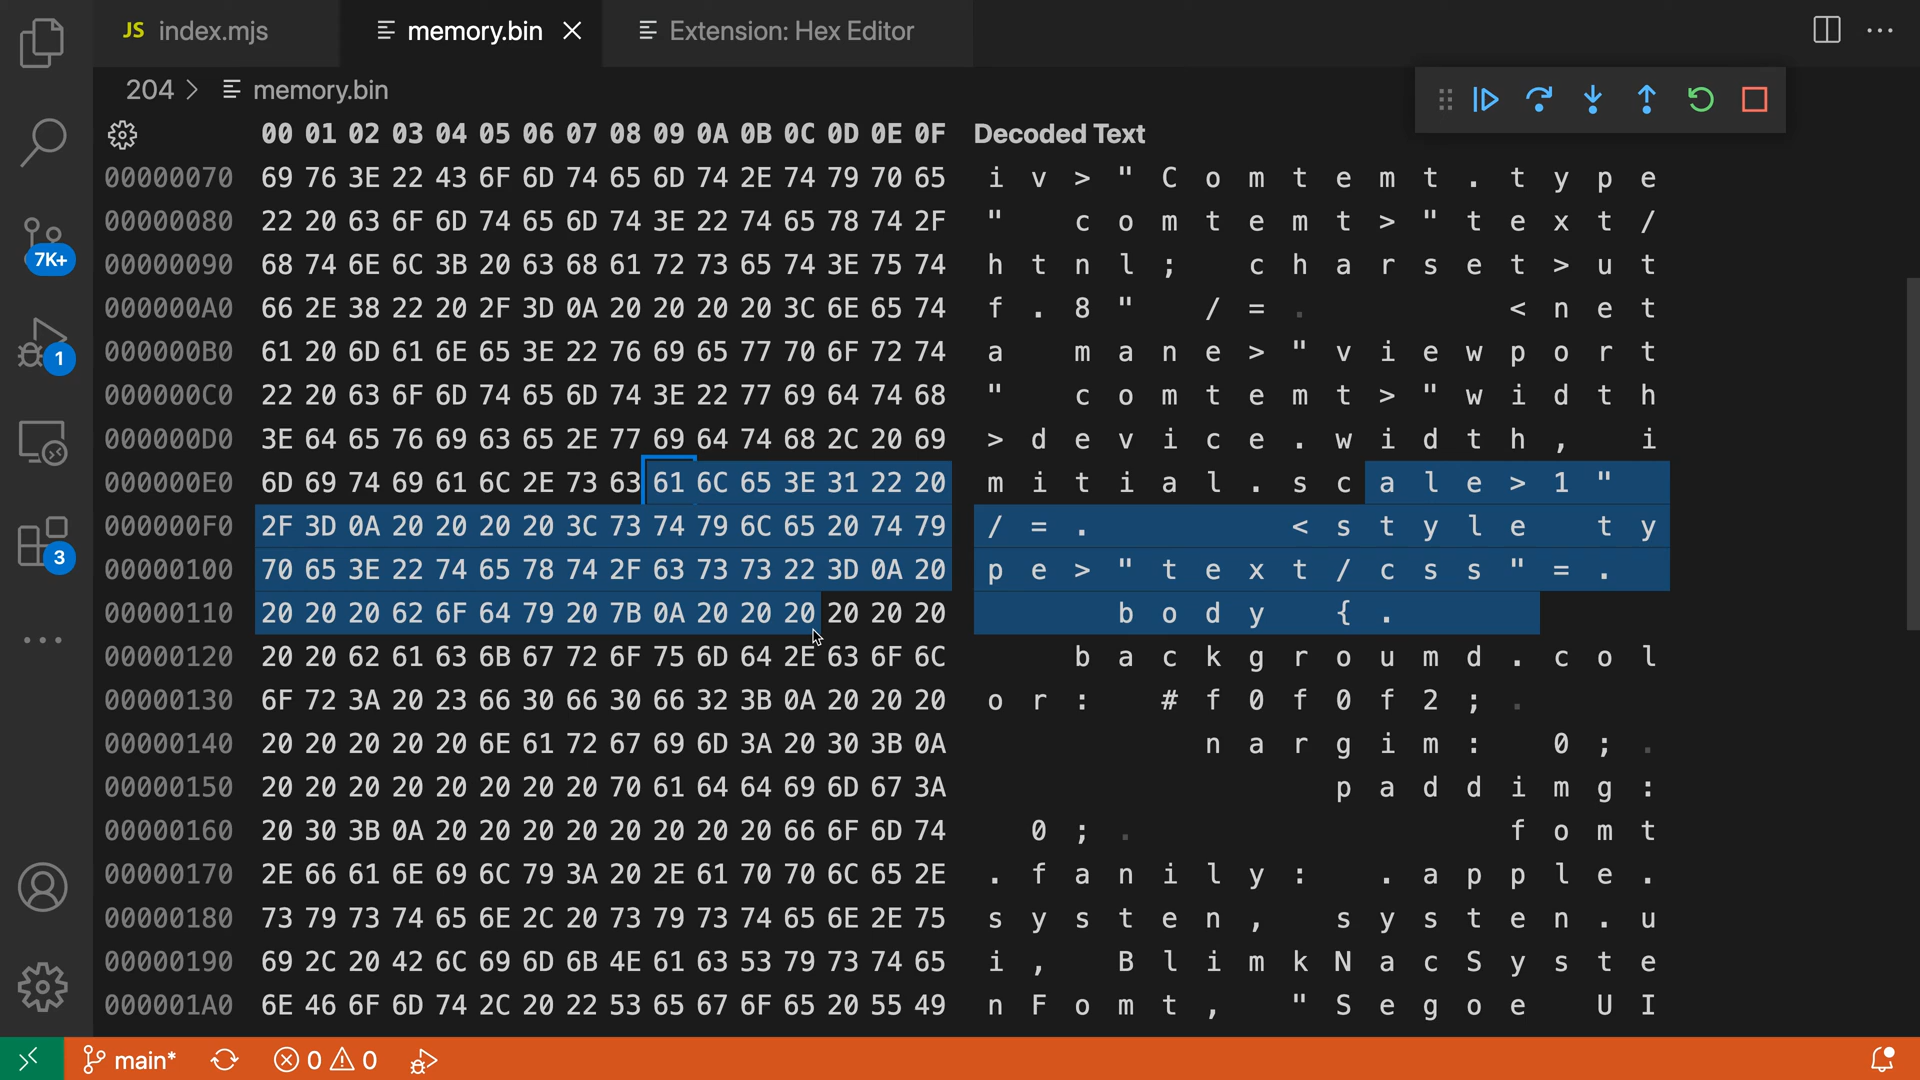 JS index.mjs memory.bin Extension: Hex Editor
204 > memory.bin
00 01 02 03 04 05 06 07 08 09 0A 0B 0C 0D 0E 0F Decoded Text
00000070 69 76 3E 22 43 6F 6D 74 65 6D 74 2E 74 79 70 65 i v > " C o m t e m t . t y p e
00000080 22 20 63 6F 6D 74 65 6D 74 3E 22 74 65 78 74 2F " c o m t e m t > " t e x t /
00000090 68 74 6E 6C 3B 20 63 68 61 72 73 65 74 3E 75 74 h t n l ; c h a r s e t > u t
000000A0 66 2E 38 22 20 2F 3D 0A 20 20 20 20 3C 6E 65 74 f . 8 " / = . < n e t
000000B0 61 20 6D 61 6E 65 3E 22 76 69 65 77 70 6F 72 74 a m a n e > " v i e w p o r t
000000C0 22 20 63 6F 6D 74 65 6D 74 3E 22 77 69 64 74 68 " c o m t e m t > " w i d t h
000000D0 3E 64 65 76 69 63 65 2E 77 69 64 74 68 2C 20 69 > d e v i c e . w i d t h , i
000000E0 6D 69 74 69 61 6C 2E 73 63 61 6C 65 3E 31 22 20 m i t i a l . s c a l e > 1 "
000000F0 2F 3D 0A 20 20 20 20 3C 73 74 79 6C 65 20 74 79 / = . < s t y l e t y
00000100 70 65 3E 22 74 65 78 74 2F 63 73 73 22 3D 0A 20 p e > " t e x t / c s s " = .
00000110 20 20 20 62 6F 64 79 20 7B 0A 20 20 20 20 20 20 b o d y { .
00000120 20 20 62 61 63 6B 67 72 6F 75 6D 64 2E 63 6F 6C b a c k g r o u m d . c o l
00000130 6F 72 3A 20 23 66 30 66 30 66 32 3B 0A 20 20 20 o r : # f 0 f 0 f 2 ; .
00000140 20 20 20 20 20 6E 61 72 67 69 6D 3A 20 30 3B 0A n a r g i m : 0 ; .
00000150 20 20 20 20 20 20 20 20 70 61 64 64 69 6D 67 3A p a d d i m g :
00000160 20 30 3B 0A 20 20 20 20 20 20 20 20 66 6F 6D 74 0 ; . f o m t
00000170 2E 66 61 6E 69 6C 79 3A 20 2E 61 70 70 6C 65 2E . f a n i l y : . a p p l e .
00000180 73 79 73 74 65 6E 2C 20 73 79 73 74 65 6E 2E 75 s y s t e n , s y s t e n . u
00000190 69 2C 20 42 6C 69 6D 6B 4E 61 63 53 79 73 74 65 i , B l i m k N a c S y s t e
000001A0 6E 46 6F 6D 74 2C 20 22 53 65 67 6F 65 20 55 49 n F o m t , " S e g o e U I
7K+
1
3
main* 0 0